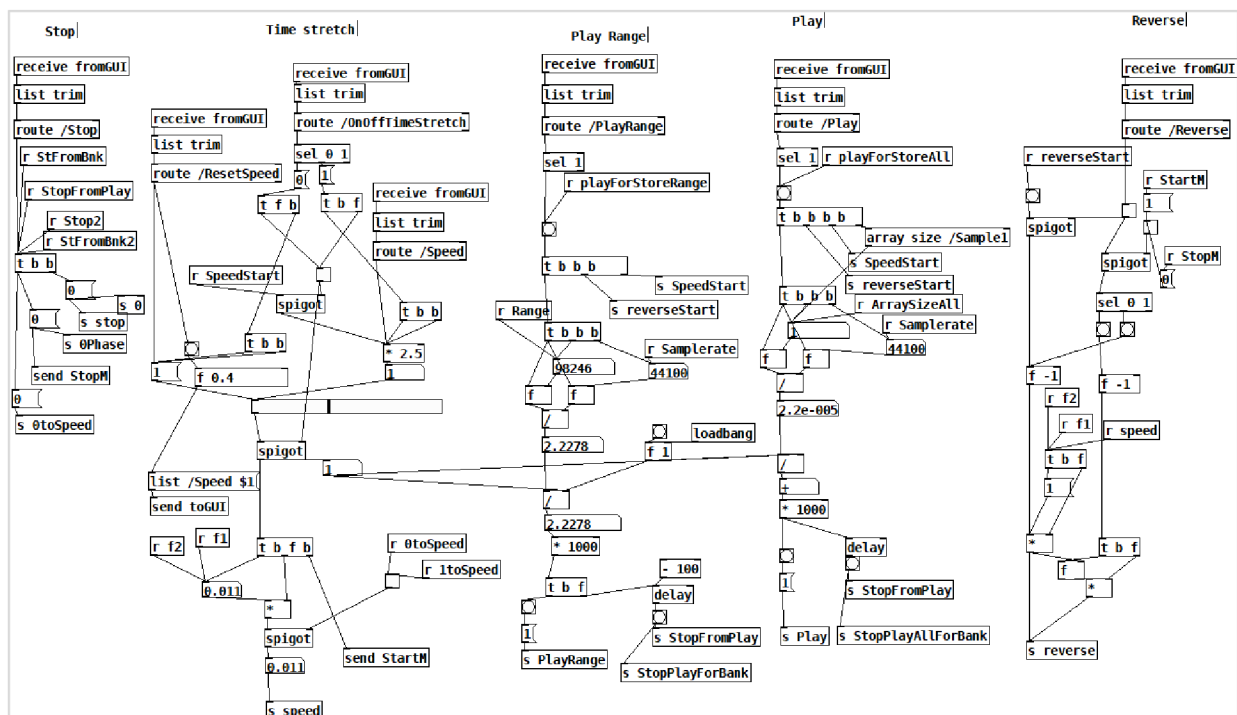 Stop
receive fromGUI
list trim
route /Stop
r StFromBnk
r StopFromPlay
r Stop2
r StFromBnk2
t b b
0
s 0
s stop
0
s 0Phase
send StopM
0
s 0toSpeed
Time stretch
receive fromGUI
list trim
route /OnOffTimeStretch
sel 0 1
0
1
t f b
t b f
receive fromGUI
list trim
route /ResetSpeed
receive fromGUI
list trim
route /Speed
r SpeedStart
spigot
t b b
t b b
* 2.5
1
f 0.4
1
spigot
1
list /Speed $1
send toGUI
r f2
r f1
t b f b
0.011
*
r 0toSpeed
r 1toSpeed
spigot
send StartM
0.011
s speed
Play Range
receive fromGUI
list trim
route /PlayRange
sel 1
r playForStoreRange
t b b b
s SpeedStart
s reverseStart
r Range
t b b b
r Samplerate
98246
44100
f
f
/
2.2278
loadbang
f 1
/
2.2278
* 1000
t b f
- 100
delay
1
s StopFromPlay
s PlayRange
s StopPlayForBank
Play
receive fromGUI
list trim
route /Play
sel 1
r playForStoreAll
t b b b b
array size /Sample1
s SpeedStart
s reverseStart
t b b b
r ArraySizeAll
1
r Samplerate
44100
f
f
/
2.2e-005
/
+
* 1000
delay
1
s StopFromPlay
s Play
s StopPlayAllForBank
Reverse
receive fromGUI
list trim
route /Reverse
r reverseStart
r StartM
1
spigot
r StopM
spigot
0
sel 0 1
f -1
f -1
r f2
r f1
r speed
t b f
1
*
t b f
f
*
s reverse